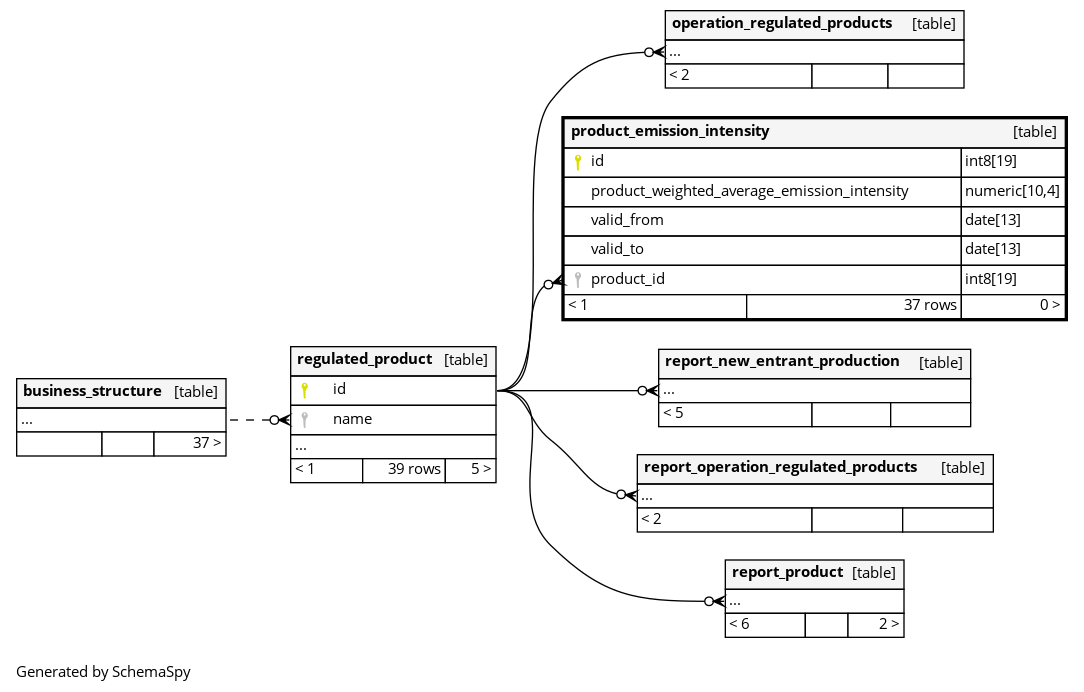 operation_regulated_products [table]
...
< 2
product_emission_intensity [table]
id int8[19]
product_weighted_average_emission_intensity numeric[10,4]
valid_from date[13]
valid_to date[13]
product_id int8[19]
< 1 37 rows 0 >
regulated_product [table]
id
name
...
< 1 39 rows 5 >
business_structure [table]
...
37 >
report_new_entrant_production [table]
...
< 5
report_operation_regulated_products [table]
...
< 2
report_product [table]
...
< 6 2 >
Generated by SchemaSpy